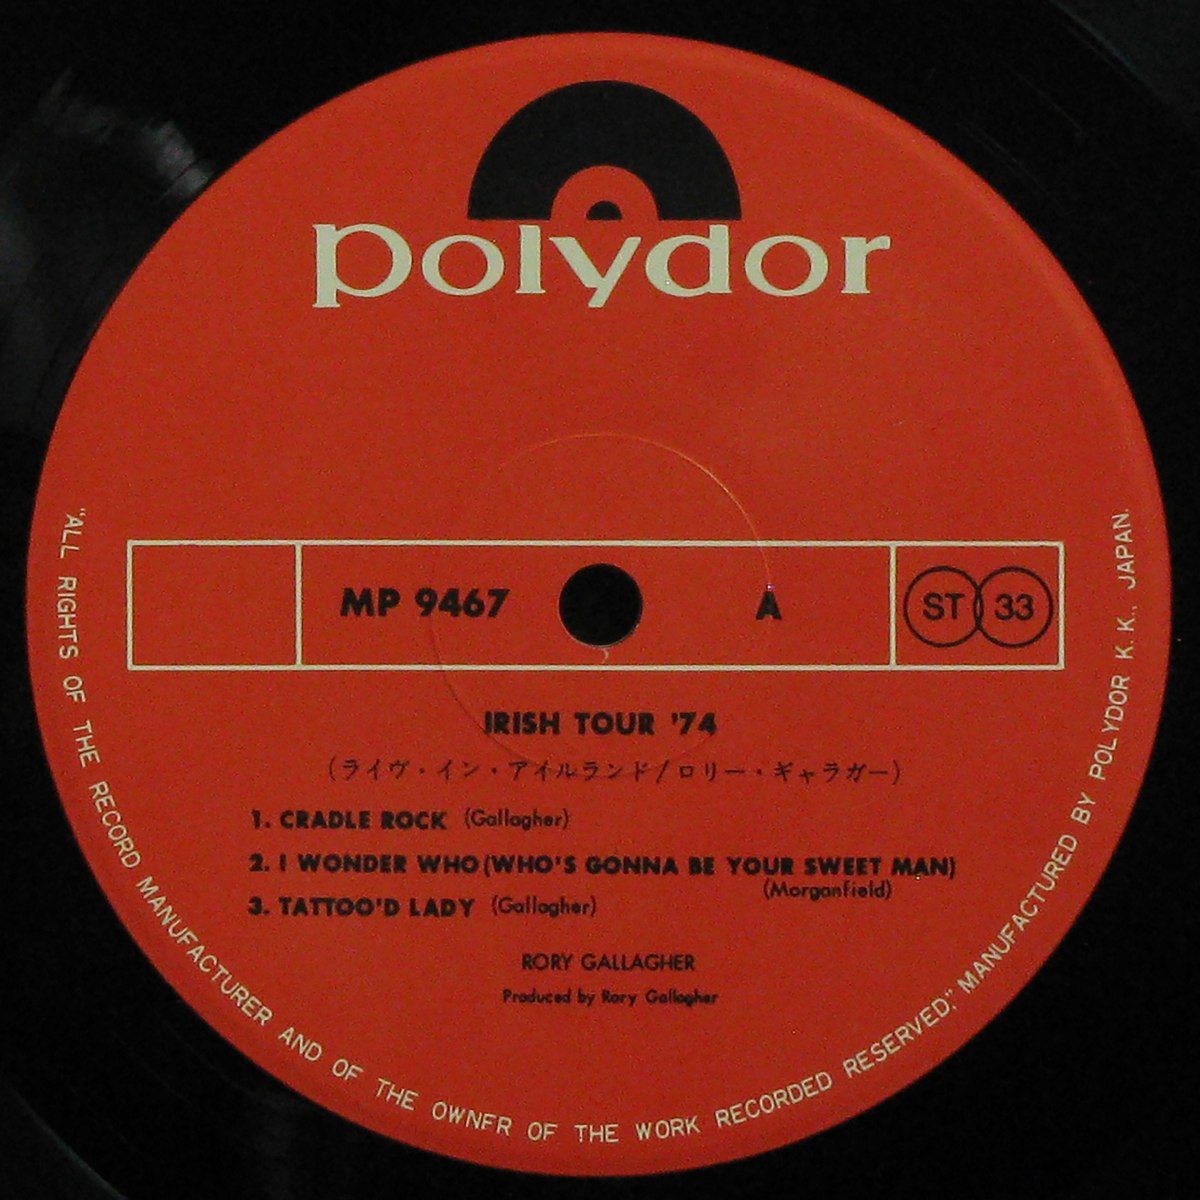 polydor
MP 9467 A ST 33
IRISH TOUR '74
(ライヴ・イン・アイルランド/ロリー・ギャラガー)
1. CRADLE ROCK (Gallagher)
2. I WONDER WHO (WHO'S GONNA BE YOUR SWEET MAN)
(Morganfield)
3. TATTOO'D LADY (Gallagher)
RORY GALLAGHER
Produced by Rory Gallagher
"ALL RIGHTS OF THE RECORD MANUFACTURER AND OF THE OWNER OF THE WORK RECORDED RESERVED," MANUFACTURED BY POLYDOR K.K., JAPAN.